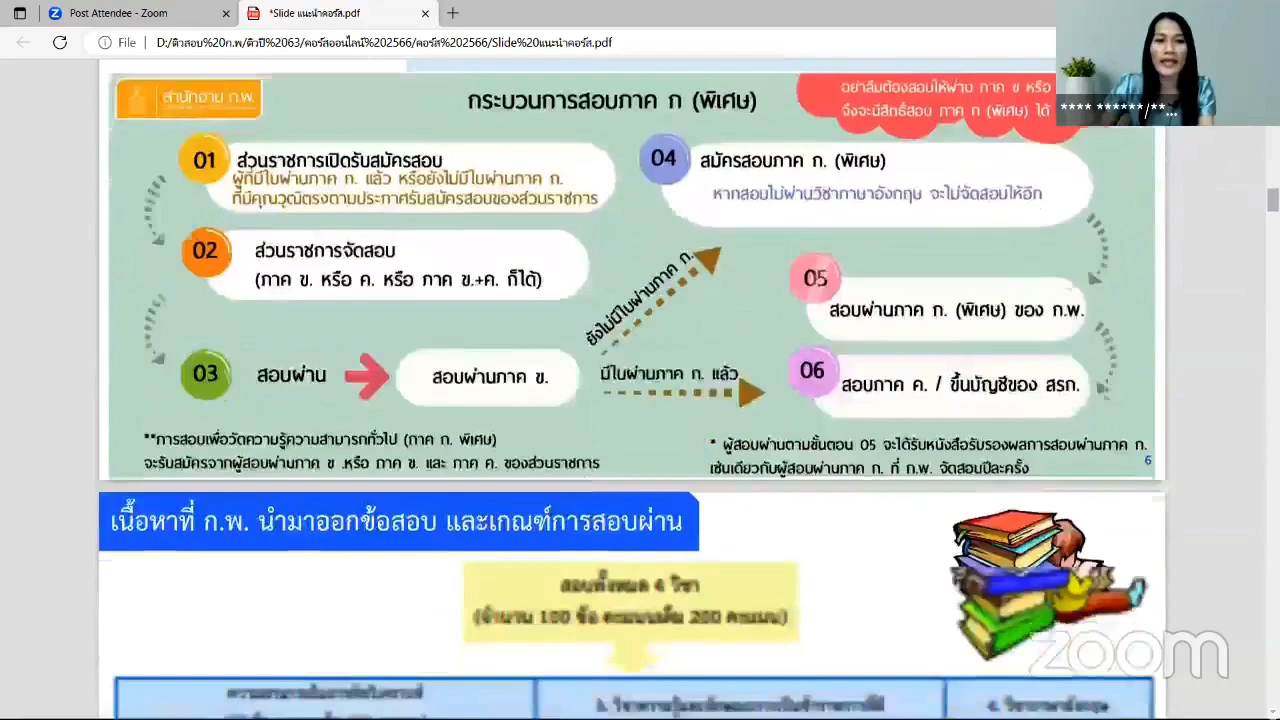 Post Attendee - Zoom
*Slide แนะนำคอร์ส.pdf
File
D:/ติวสอบ%20ก.พ/ติวปี%2063/คอร์สออนไลน์%202566/คอร์ส%202566/Slide%20แนะนำคอร์ส.pdf
สำนักงาน ก.พ.
กระบวนการสอบภาค ก (พิเศษ)
อย่าลืมต้องสอบให้ผ่าน ภาค ข หรือ
จึงจะมีสิทธิ์สอบ ภาค ก (พิเศษ) ได้
**** ******/**...
01
ส่วนราชการเปิดรับสมัครสอบ
ผู้ที่มีใบผ่านภาค ก. แล้ว หรือยังไม่มีใบผ่านภาค ก.
ที่มีคุณวุฒิตรงตามประกาศรับสมัครสอบของส่วนราชการ
02
ส่วนราชการจัดสอบ
(ภาค ข. หรือ ค. หรือ ภาค ข.+ค. ก็ได้)
03
สอบผ่าน
สอบผ่านภาค ข.
ยังไม่มีใบผ่านภาค ก.
มีใบผ่านภาค ก. แล้ว
04
สมัครสอบภาค ก. (พิเศษ)
หากสอบไม่ผ่านวิชาภาษาอังกฤษ จะไม่จัดสอบให้อีก
05
สอบผ่านภาค ก. (พิเศษ) ของ ก.พ.
06
สอบภาค ค. / ขึ้นบัญชีของ สรก.
**การสอบเพื่อวัดความรู้ความสามารถทั่วไป (ภาค ก. พิเศษ)
จะรับสมัครจากผู้สอบผ่านภาค ข .หรือ ภาค ข. และ ภาค ค. ของส่วนราชการ
* ผู้สอบผ่านตามขั้นตอน 05 จะได้รับหนังสือรับรองผลการสอบผ่านภาค ก.
เช่นเดียวกับผู้สอบผ่านภาค ก. ที่ ก.พ. จัดสอบปีละครั้ง
6
เนื้อหาที่ ก.พ. นำมาออกข้อสอบ และเกณฑ์การสอบผ่าน
สอบทั้งหมด 4 วิชา
(จำนวน 100 ข้อ คะแนนเต็ม 200 คะแนน)
zoom